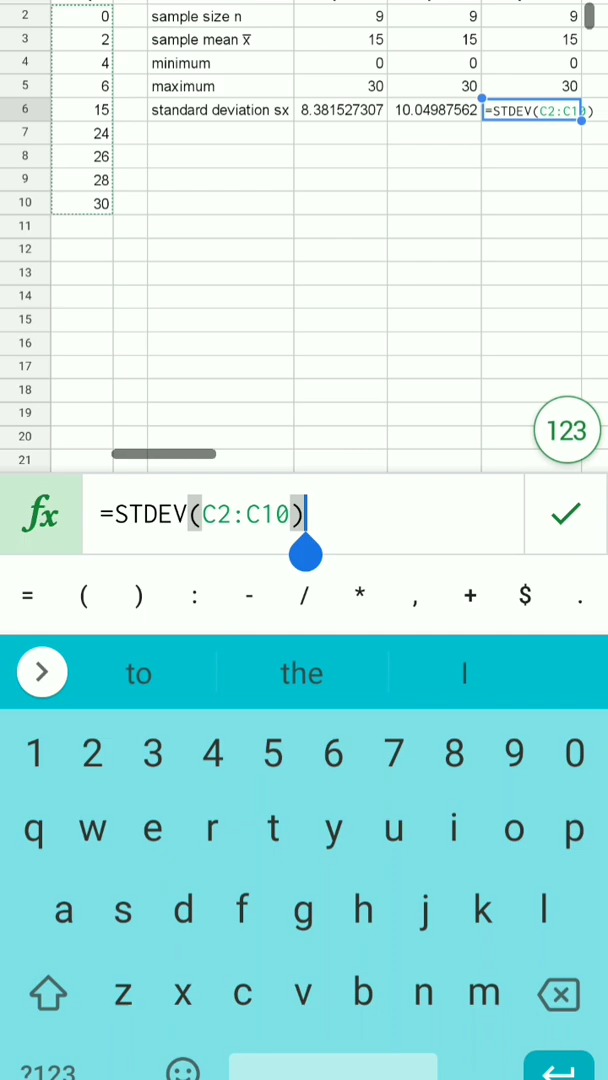 2 0 sample size n 9 9 9
3 2 sample mean x̅ 15 15 15
4 4 minimum 0 0 0
5 6 maximum 30 30 30
6 15 standard deviation sx 8.381527307 10.04987562 =STDEV(C2:C10)
7 24
8 26
9 28
10 30
11
12
13
14
15
16
17
18
19
20
21
123
fx =STDEV(C2:C10)
= ( ) : - / * , + $ .
to the I
1 2 3 4 5 6 7 8 9 0
q w e r t y u i o p
a s d f g h j k l
z x c v b n m
?123